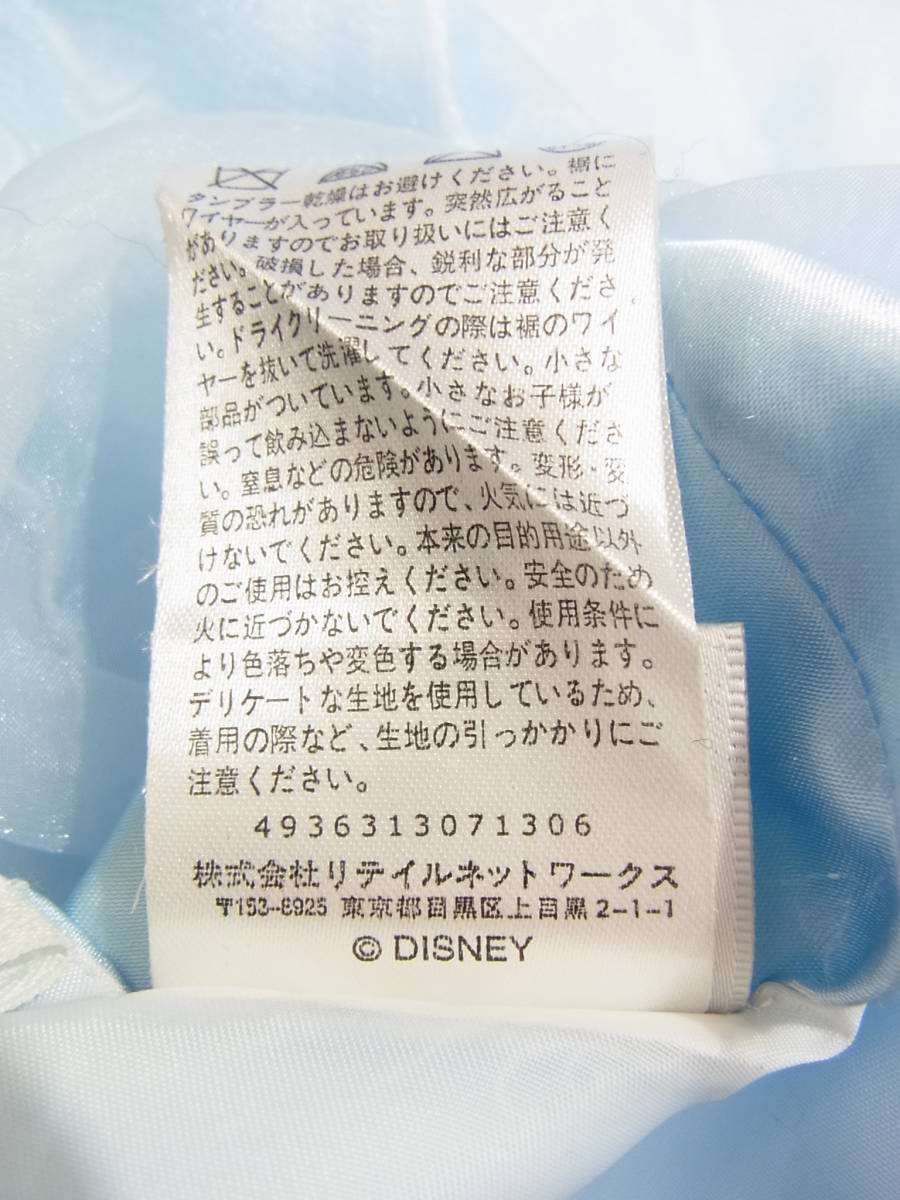 タンブラー乾燥はお避けください。裾に
ワイヤーが入っています。突然広がること
がありますのでお取り扱いにはご注意く
ださい。破損した場合、鋭利な部分が発
生することがありますのでご注意くださ
い。ドライクリーニングの際は裾のワイ
ヤーを抜いて洗濯してください。小さな
部品がついています。小さなお子様が
誤って飲み込まないようにご注意くださ
い。窒息などの危険があります。変形・変
質の恐れがありますので、火気には近づ
けないでください。本来の目的用途以外
のご使用はお控えください。安全のため
火に近づかないでください。使用条件に
より色落ちや変色する場合があります。
デリケートな生地を使用しているため、
着用の際など、生地の引っかかりにご
注意ください。
4936313071306
株式会社リテイルネットワークス
〒153-8925 東京都目黒区上目黒2-1-1
© DISNEY